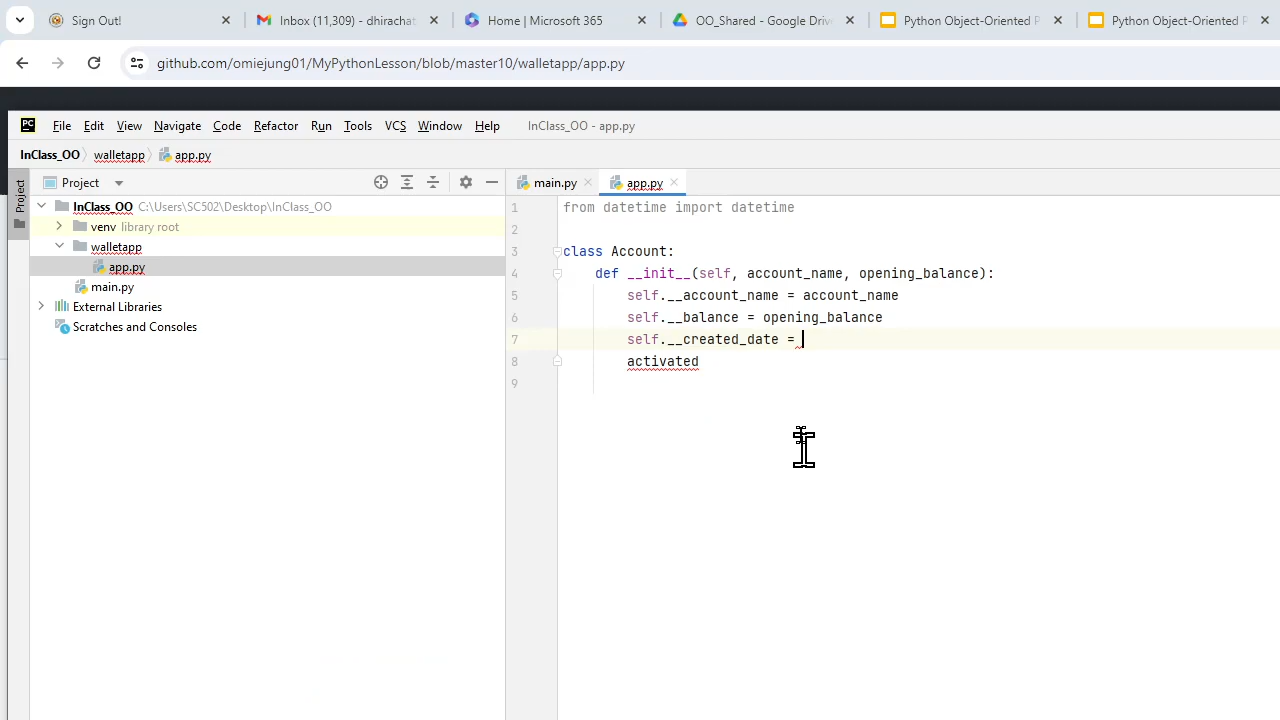 Sign Out!
Inbox (11,309) - dhiramat
Home | Microsoft 365
OO_Shared - Google Driv
Python Object-Oriented P
Python Object-Oriented P
github.com/omiejung01/MyPythonLesson/blob/master10/walletapp/app.py
PC File Edit View Navigate Code Refactor Run Tools VCS Window Help InClass_OO - app.py
InClass_OO walletapp app.py
Project
Project
main.py
app.py
InClass_OO C:\Users\SC502\Desktop\InClass_OO
venv library root
walletapp
app.py
main.py
External Libraries
Scratches and Consoles
1 from datetime import datetime
2
3 class Account:
4 def __init__(self, account_name, opening_balance):
5 self.__account_name = account_name
6 self.__balance = opening_balance
7 self.__created_date =
8 activated
9